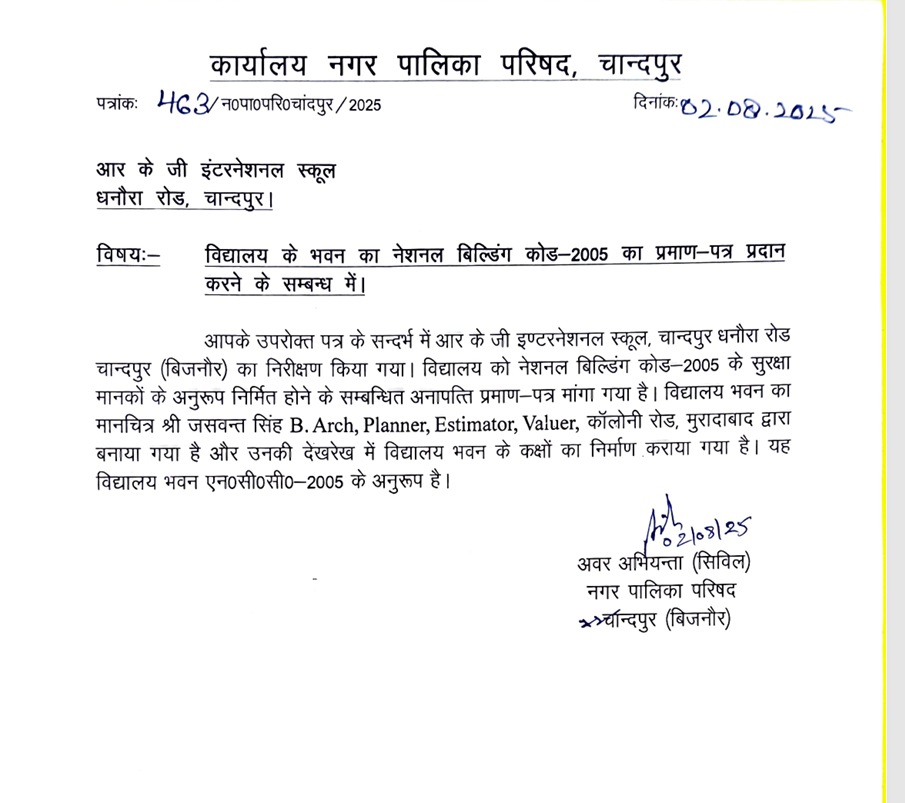 कार्यालय नगर पालिका परिषद, चान्दपुर
पत्रांकः 463/न0पा0परि0चांदपुर/2025 दिनांकः 02.08.2025
आर के जी इंटरनेशनल स्कूल
धनौरा रोड, चान्दपुर।
विषयः– विद्यालय के भवन का नेशनल बिल्डिंग कोड–2005 का प्रमाण–पत्र प्रदान
करने के सम्बन्ध में।
आपके उपरोक्त पत्र के सन्दर्भ में आर के जी इण्टरनेशनल स्कूल, चान्दपुर धनौरा रोड
चान्दपुर (बिजनौर) का निरीक्षण किया गया। विद्यालय को नेशनल बिल्डिंग कोड–2005 के सुरक्षा
मानकों के अनुरूप निर्मित होने के सम्बन्धित अनापत्ति प्रमाण–पत्र मांगा गया है। विद्यालय भवन का
मानचित्र श्री जसवन्त सिंह B. Arch, Planner, Estimator, Valuer, कॉलोनी रोड, मुरादाबाद द्वारा
बनाया गया है और उनकी देखरेख में विद्यालय भवन के कक्षों का निर्माण कराया गया है। यह
विद्यालय भवन एन0सी0सी0–2005 के अनुरूप है।
02/08/25
अवर अभियन्ता (सिविल)
नगर पालिका परिषद
चान्दपुर (बिजनौर)